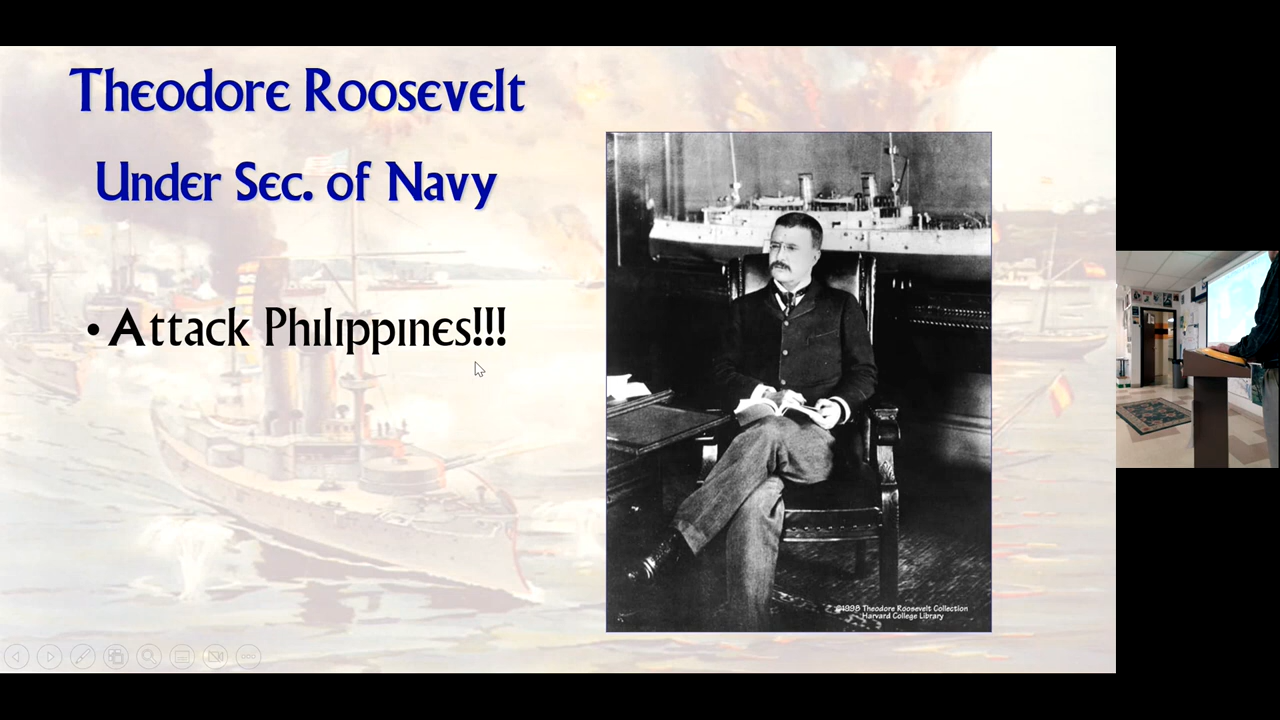 Theodore Roosevelt
Under Sec. of Navy
• Attack Philippines!!!
©1998 Theodore Roosevelt Collection
Harvard College Library